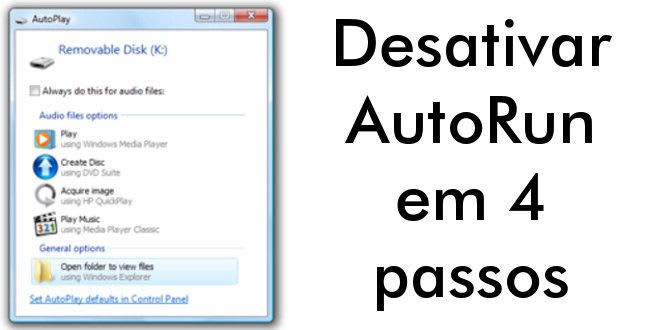 AutoPlay
Removable Disk (K:)
Always do this for audio files:
Audio files options
Play
using Windows Media Player
Create Disc
using DVD Suite
Acquire image
using HP QuickPlay
321
Play Music
using Media Player Classic
General options
Open folder to view files
using Windows Explorer
Set AutoPlay defaults in Control Panel
Desativar
AutoRun
em 4
passos